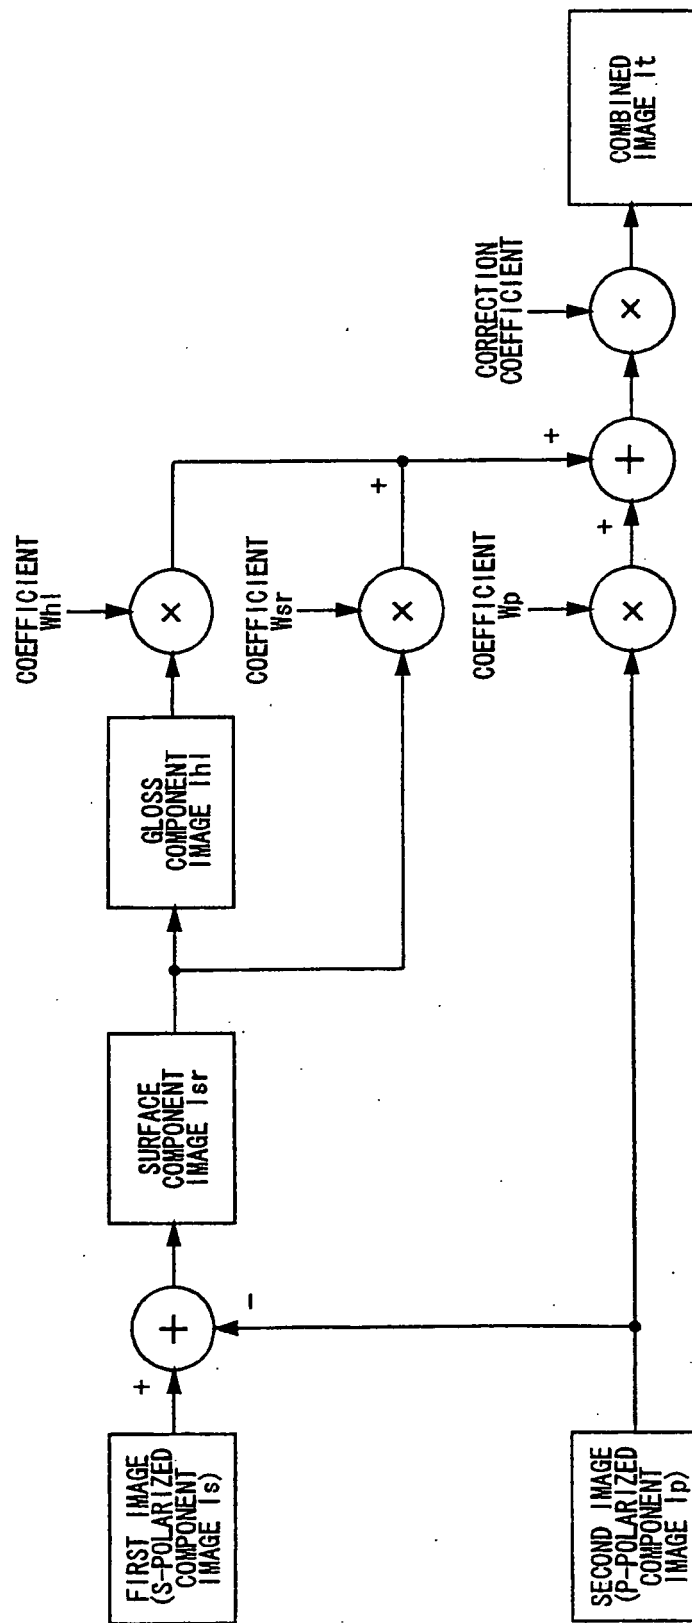 FIRST IMAGE
(S-POLARIZED
COMPONENT
IMAGE Is)
+
+
-
SURFACE
COMPONENT
IMAGE Isr
GLOSS
COMPONENT
IMAGE Ihl
COEFFICIENT
Whl
×
COEFFICIENT
Wsr
×
+
SECOND IMAGE
(P-POLARIZED
COMPONENT
IMAGE Ip)
COEFFICIENT
Wp
×
+
+
+
CORRECTION
COEFFICIENT
×
COMBINED
IMAGE It